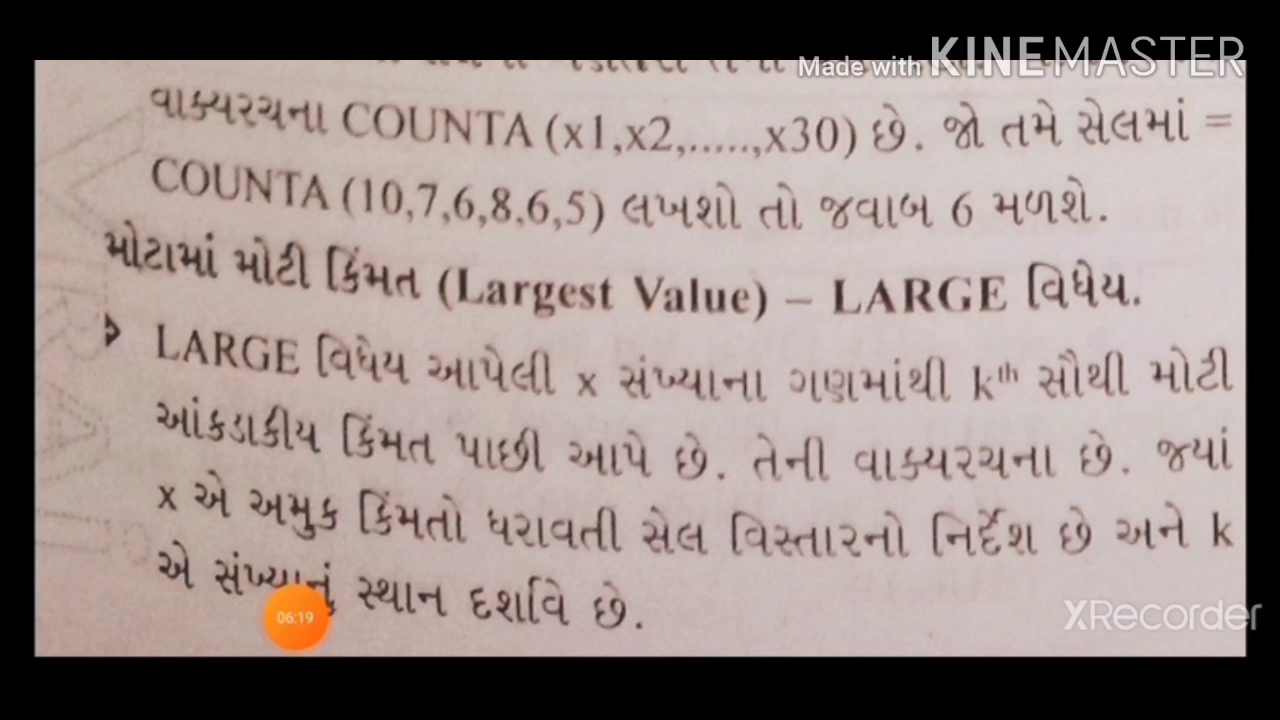 Made with KINEMASTER
વાક્યરચના COUNTA (x1,x2,.....,x30) છે. જો તમે સેલમાં =
COUNTA (10,7,6,8,6,5) લખશો તો જવાબ 6 મળશે.
મોટામાં મોટી કિંમત (Largest Value) – LARGE વિધેય.
LARGE વિધેય આપેલી x સંખ્યાના ગણમાંથી kth સૌથી મોટી
આંકડાકીય કિંમત પાછી આપે છે. તેની વાક્યરચના છે. જ્યાં
x એ અમુક કિંમતો ધરાવતી સેલ વિસ્તારનો નિર્દેશ છે અને k
એ સંખ્યાનું સ્થાન દર્શાવે છે.
06:19
XRecorder